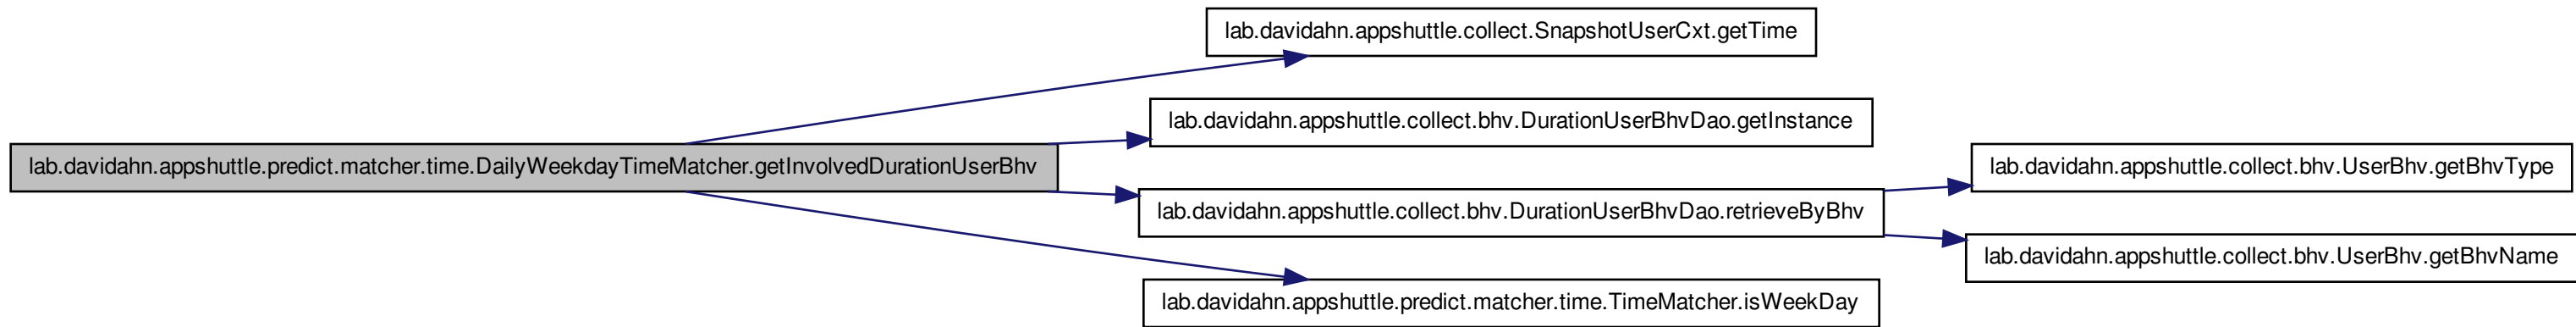 lab.davidahn.appshuttle.collect.SnapshotUserCxt.getTime
lab.davidahn.appshuttle.collect.bhv.DurationUserBhvDao.getInstance
lab.davidahn.appshuttle.predict.matcher.time.DailyWeekdayTimeMatcher.getInvolvedDurationUserBhv
lab.davidahn.appshuttle.collect.bhv.UserBhv.getBhvType
lab.davidahn.appshuttle.collect.bhv.DurationUserBhvDao.retrieveByBhv
lab.davidahn.appshuttle.collect.bhv.UserBhv.getBhvName
lab.davidahn.appshuttle.predict.matcher.time.TimeMatcher.isWeekDay